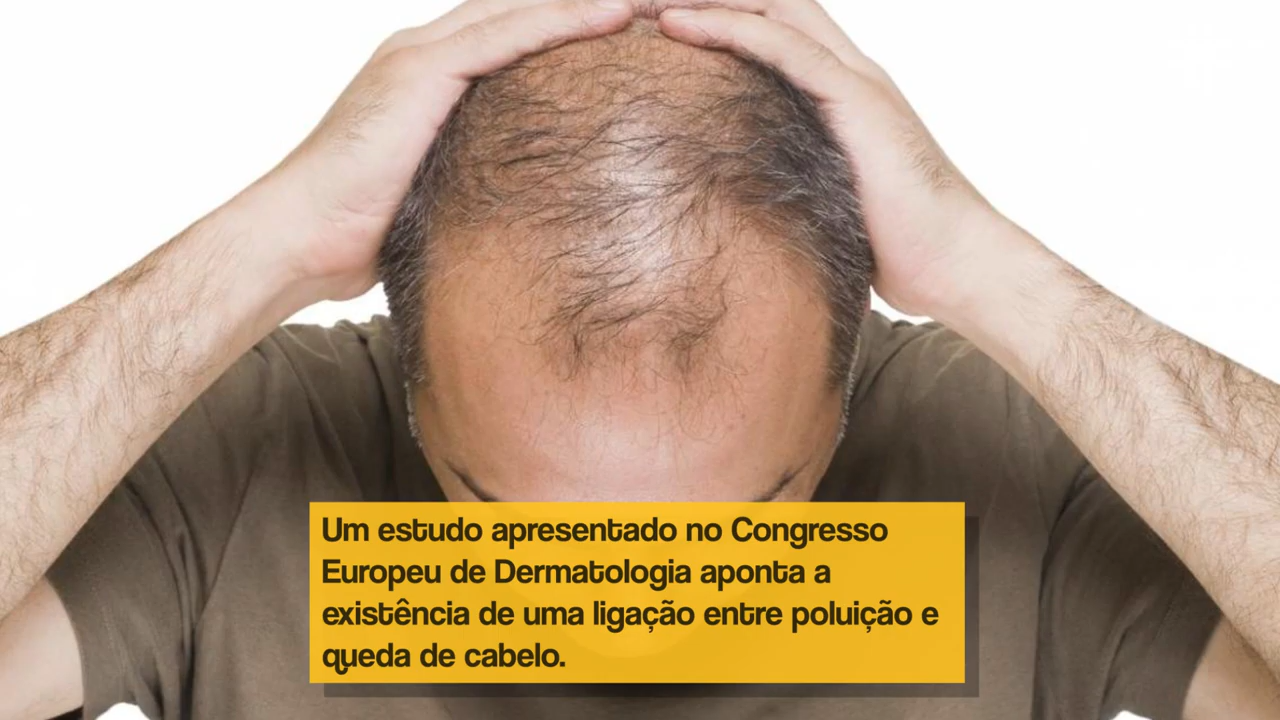 Um estudo apresentado no Congresso
Europeu de Dermatologia aponta a
existência de uma ligação entre poluição e
queda de cabelo.